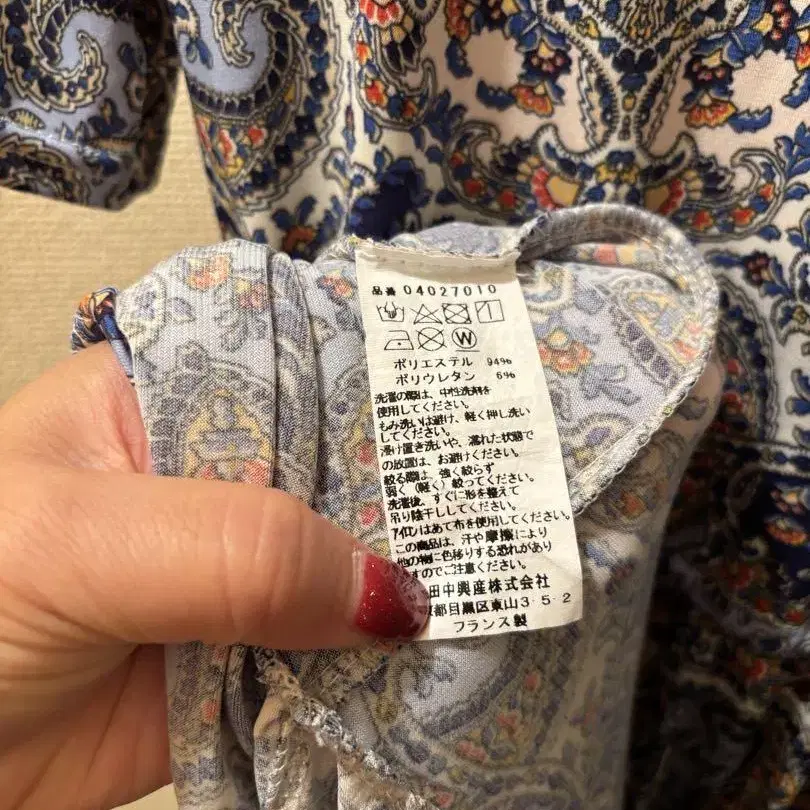 品番 04027010
W
ポリエステル 94%
ポリウレタン 6%
洗濯の際は、中性洗剤を
使用してください。
もみ洗いは避け、軽く押し洗い
してください。
浸け置き洗いや、濡れた状態で
の放置は、お避けください。
絞る際は、強く絞らず
弱く(軽く)絞ってください。
洗濯後、すぐに形を整えて
吊り陰干ししてください。
アイロンはあて布を使用してください。
この商品は、汗や摩擦により
他の物に色移りする恐れがあり
すのでご注意ください。
田中興産株式会社
都目黒区東山3-5-2
フランス製